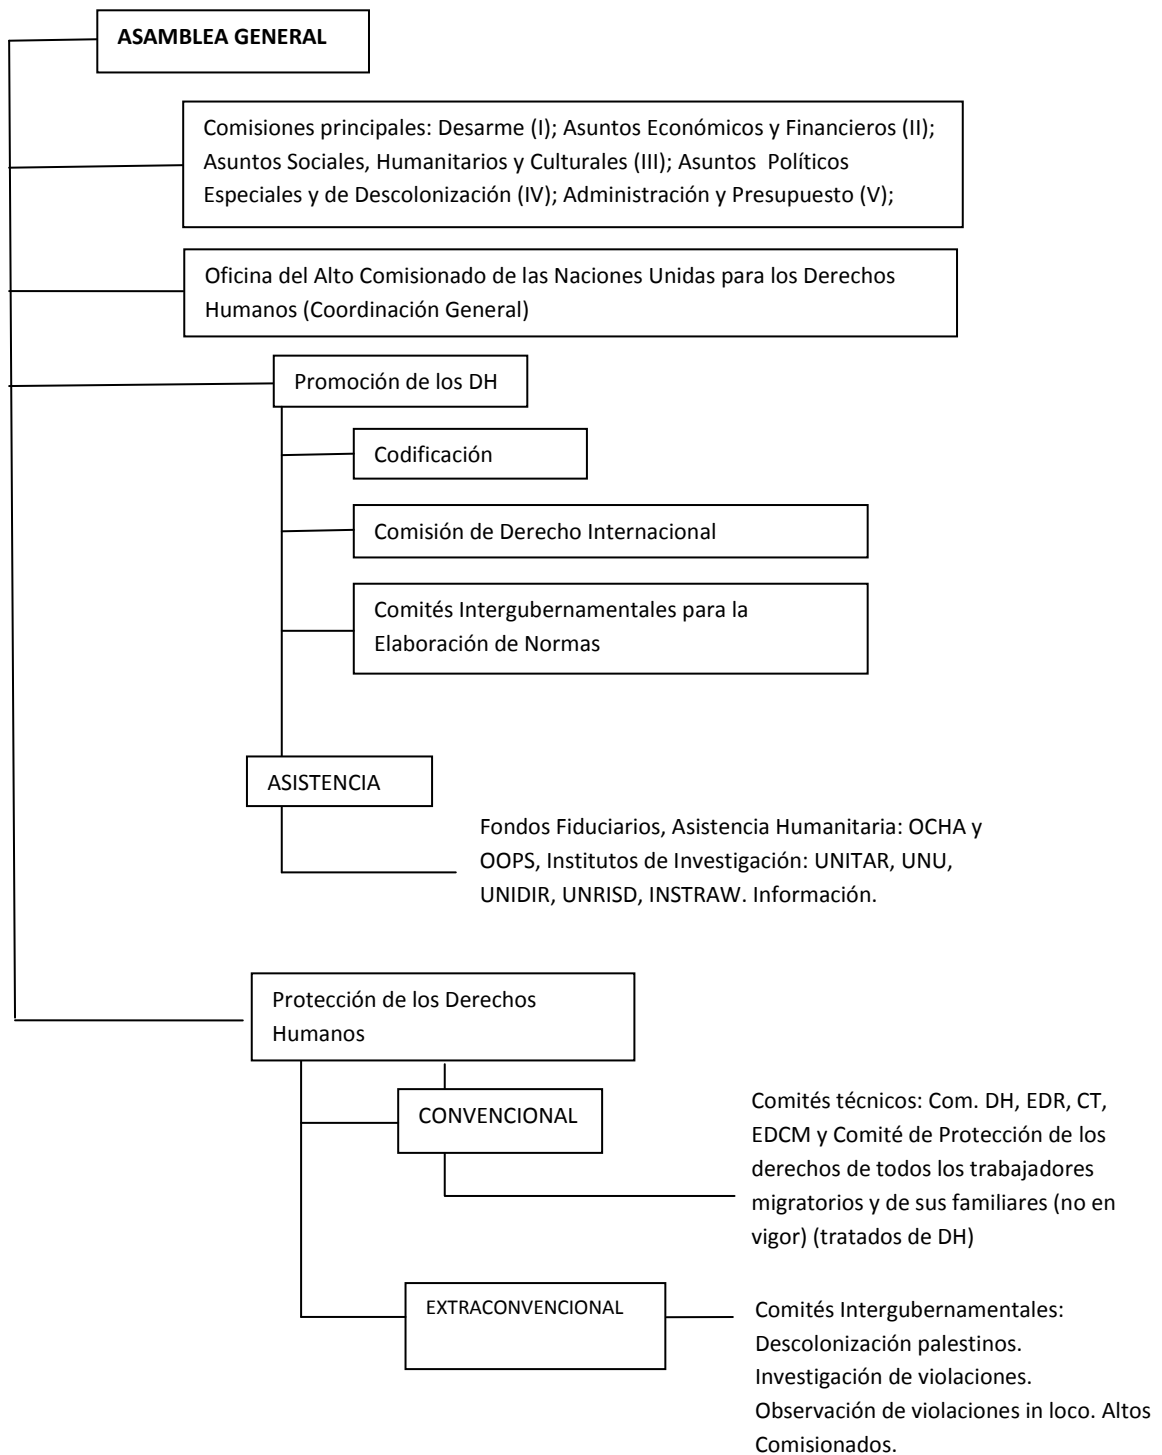 ASAMBLEA GENERAL
Comisiones principales: Desarme (I); Asuntos Económicos y Financieros (II);
Asuntos Sociales, Humanitarios y Culturales (III); Asuntos  Políticos
Especiales y de Descolonización (IV); Administración y Presupuesto (V);
Oficina del Alto Comisionado de las Naciones Unidas para los Derechos
Humanos (Coordinación General)
Promoción de los DH
Codificación
Comisión de Derecho Internacional
Comités Intergubernamentales para la
Elaboración de Normas
ASISTENCIA
Fondos Fiduciarios, Asistencia Humanitaria: OCHA y
OOPS, Institutos de Investigación: UNITAR, UNU,
UNIDIR, UNRISD, INSTRAW. Información.
Protección de los Derechos
Humanos
CONVENCIONAL
Comités técnicos: Com. DH, EDR, CT,
EDCM y Comité de Protección de los
derechos de todos los trabajadores
migratorios y de sus familiares (no en
vigor) (tratados de DH)
EXTRACONVENCIONAL
Comités Intergubernamentales:
Descolonización palestinos.
Investigación de violaciones.
Observación de violaciones in loco. Altos
Comisionados.